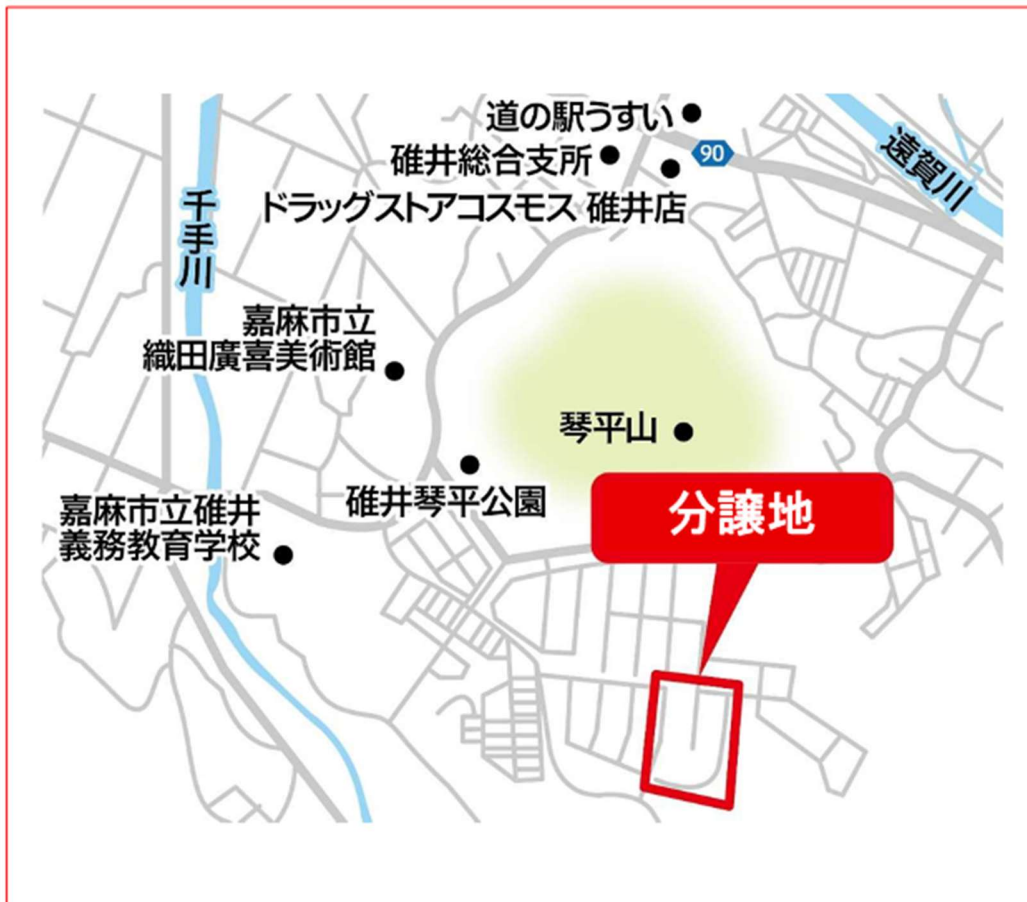 道の駅うすい
碓井総合支所
90
遠賀川
ドラッグストアコスモス 碓井店
千手川
嘉麻市立
織田廣喜美術館
琴平山
碓井琴平公園
分譲地
嘉麻市立碓井
義務教育学校